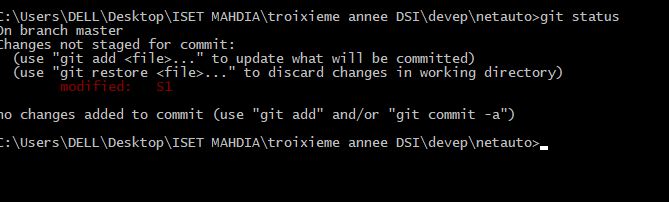 C:\Users\DELL\Desktop\ISET MAHDIA\troixieme annee DSI\devep\netauto>git status
On branch master
Changes not staged for commit:
(use "git add <file>..." to update what will be committed)
(use "git restore <file>..." to discard changes in working directory)
modified: S1
no changes added to commit (use "git add" and/or "git commit -a")
C:\Users\DELL\Desktop\ISET MAHDIA\troixieme annee DSI\devep\netauto>